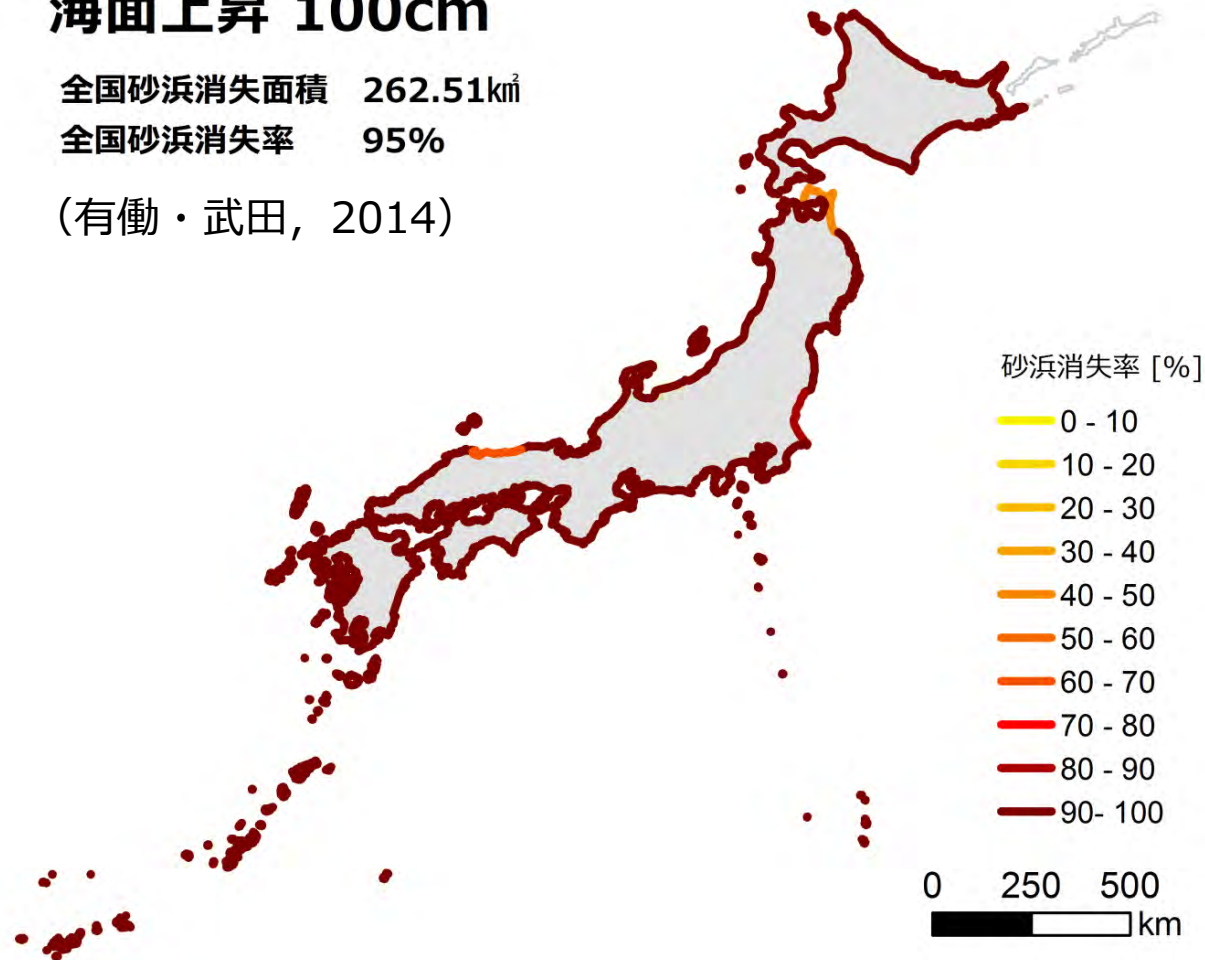 海面上昇 100cm
全国砂浜消失面積 262.51k㎡
全国砂浜消失率 95%
（有働・武田，2014）
砂浜消失率 [%]
0 - 10
10 - 20
20 - 30
30 - 40
40 - 50
50 - 60
60 - 70
70 - 80
80 - 90
90- 100
0 250 500
km